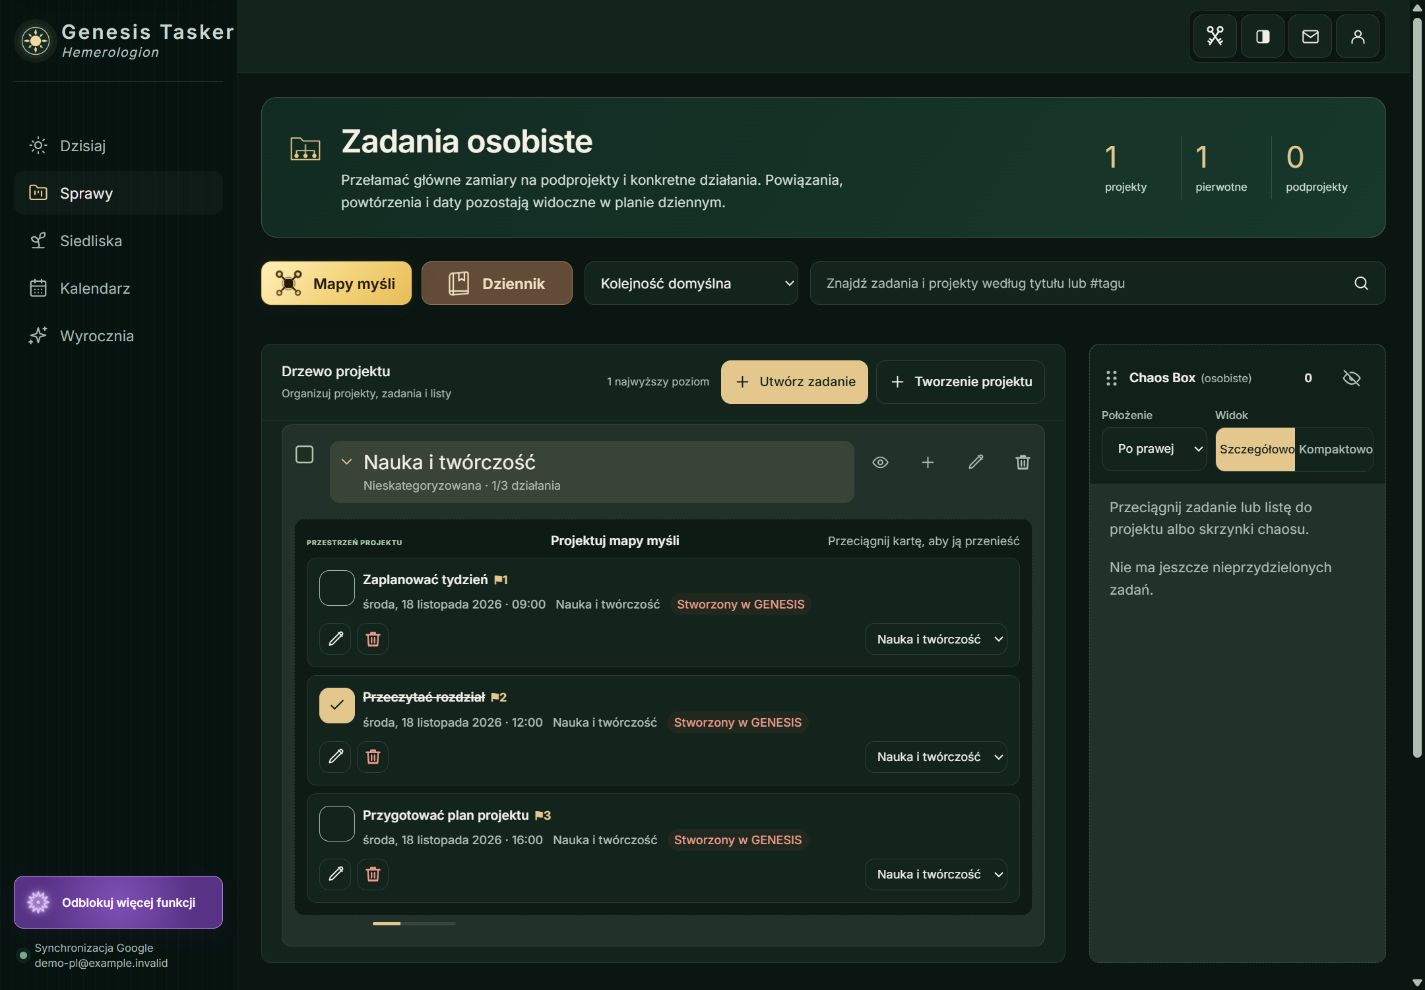 Genesis Tasker
Hemerologion
Dzisiaj
Sprawy
Siedliska
Kalendarz
Wyrocznia
Odblokuj więcej funkcji
Synchronizacja Google
demo-pl@example.invalid
Zadania osobiste
Przełamać główne zamiary na podprojekty i konkretne działania. Powiązania,
powtórzenia i daty pozostają widoczne w planie dziennym.
1
projekty
1
pierwotne
0
podprojekty
Mapy myśli
Dziennik
Kolejność domyślna
Znajdź zadania i projekty według tytułu lub #tagu
Drzewo projektu
Organizuj projekty, zadania i listy
1 najwyższy poziom
Utwórz zadanie
Tworzenie projektu
Nauka i twórczość
Nieskategoryzowana · 1/3 działania
PRZESTRZEŃ PROJEKTU
Projektuj mapy myśli
Przeciągnij kartę, aby ją przenieść
Zaplanować tydzień 1
środa, 18 listopada 2026 · 09:00 Nauka i twórczość Stworzony w GENESIS
Nauka i twórczość
Przeczytać rozdział 2
środa, 18 listopada 2026 · 12:00 Nauka i twórczość Stworzony w GENESIS
Nauka i twórczość
Przygotować plan projektu 3
środa, 18 listopada 2026 · 16:00 Nauka i twórczość Stworzony w GENESIS
Nauka i twórczość
Chaos Box (osobiste) 0
Położenie
Widok
Po prawej
Szczegółowo
Kompaktowo
Przeciągnij zadanie lub listę do
projektu albo skrzynki chaosu.
Nie ma jeszcze nieprzydzielonych
zadań.